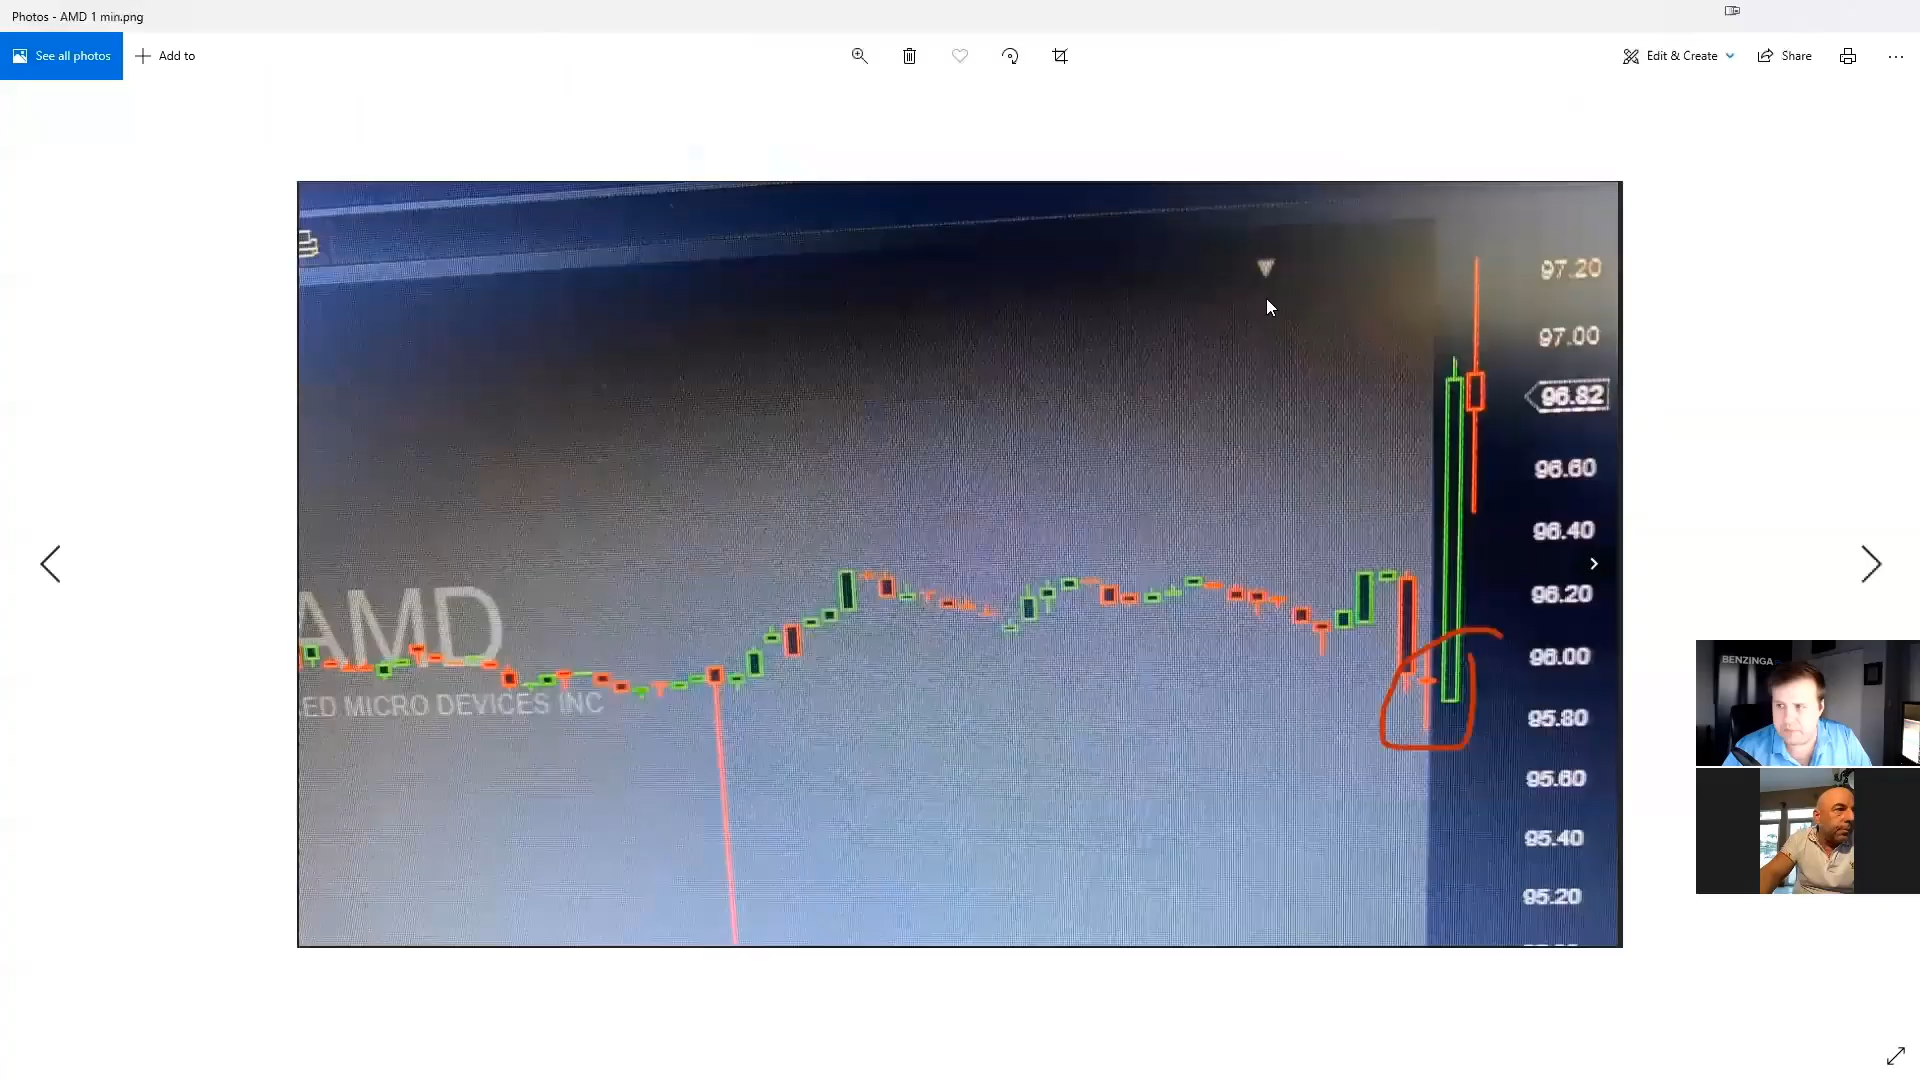 Photos - AMD 1 min.png
See all photos
Add to
Edit & Create
Share
97.20
97.00
96.82
96.60
96.40
96.20
AMD
96.00
ED MICRO DEVICES INC
95.80
95.60
95.40
95.20
BENZINGA